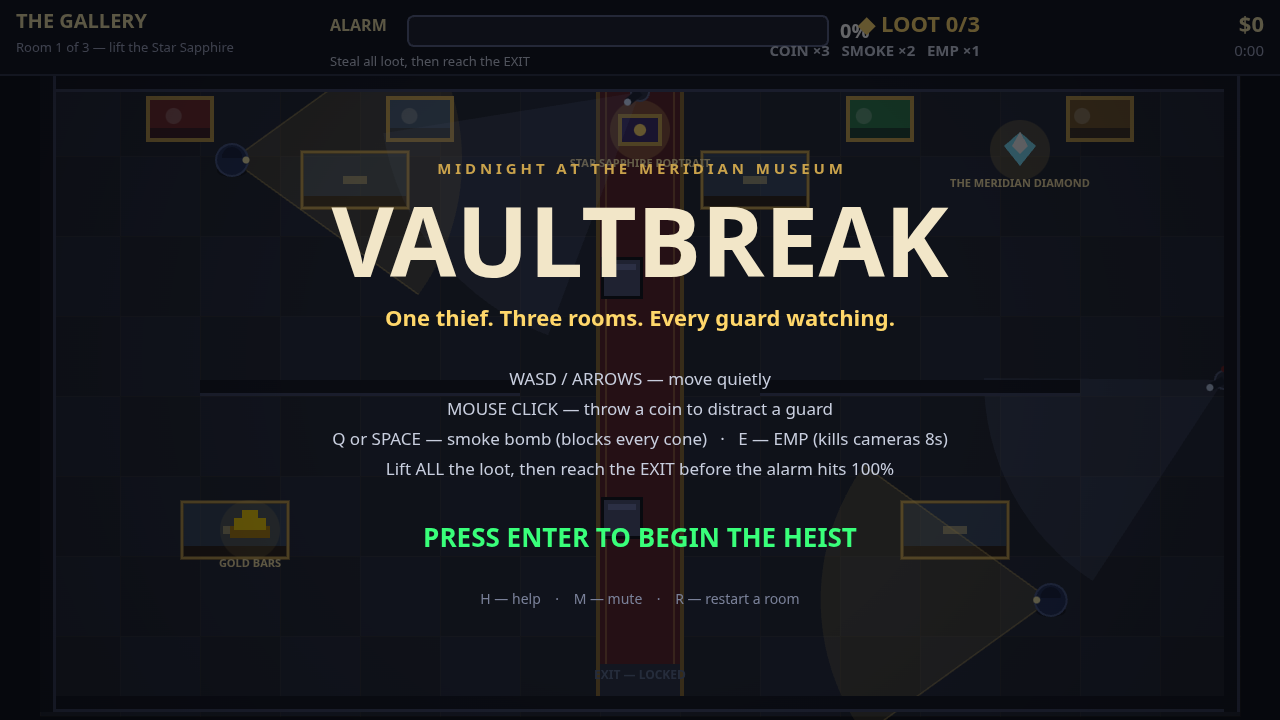 THE GALLERY
Room 1 of 3 — lift the Star Sapphire
ALARM
0%
Steal all loot, then reach the EXIT
◆ LOOT 0/3
COIN ×3 SMOKE ×2 EMP ×1
$0
0:00
STAR SAPPHIRE PORTRAIT
MIDNIGHT AT THE MERIDIAN MUSEUM
THE MERIDIAN DIAMOND
VAULTBREAK
One thief. Three rooms. Every guard watching.
WASD / ARROWS — move quietly
MOUSE CLICK — throw a coin to distract a guard
Q or SPACE — smoke bomb (blocks every cone) · E — EMP (kills cameras 8s)
Lift ALL the loot, then reach the EXIT before the alarm hits 100%
PRESS ENTER TO BEGIN THE HEIST
GOLD BARS
H — help · M — mute · R — restart a room
EXIT — LOCKED